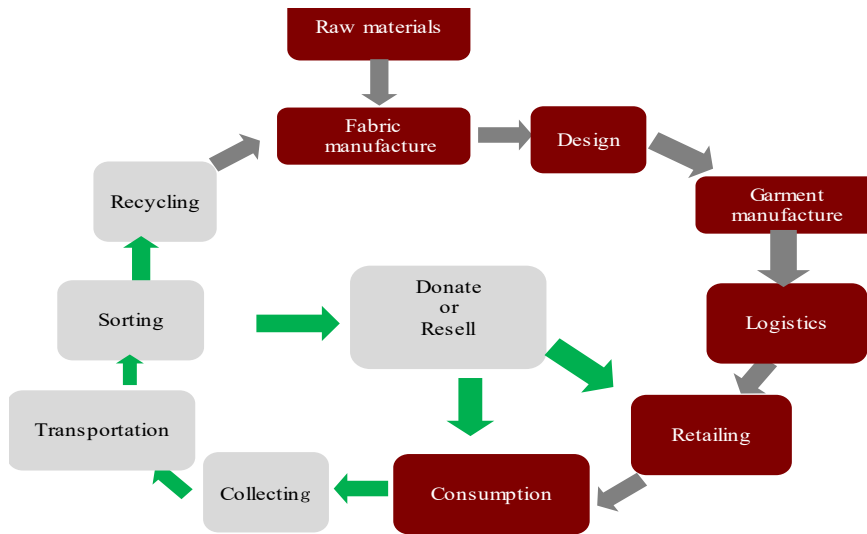 Raw materials
Fabric
manufacture
Design
Garment
manufacture
Recycling
Donate
or
Resell
Sorting
Logistics
Transportation
Retailing
Collecting
Consumption